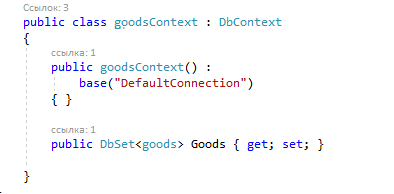 Ссылок: 3
public class goodsContext : DbContext
{
ссылка: 1
public goodsContext() :
base("DefaultConnection")
{ }
ссылка: 1
public DbSet<goods> Goods { get; set; }
}